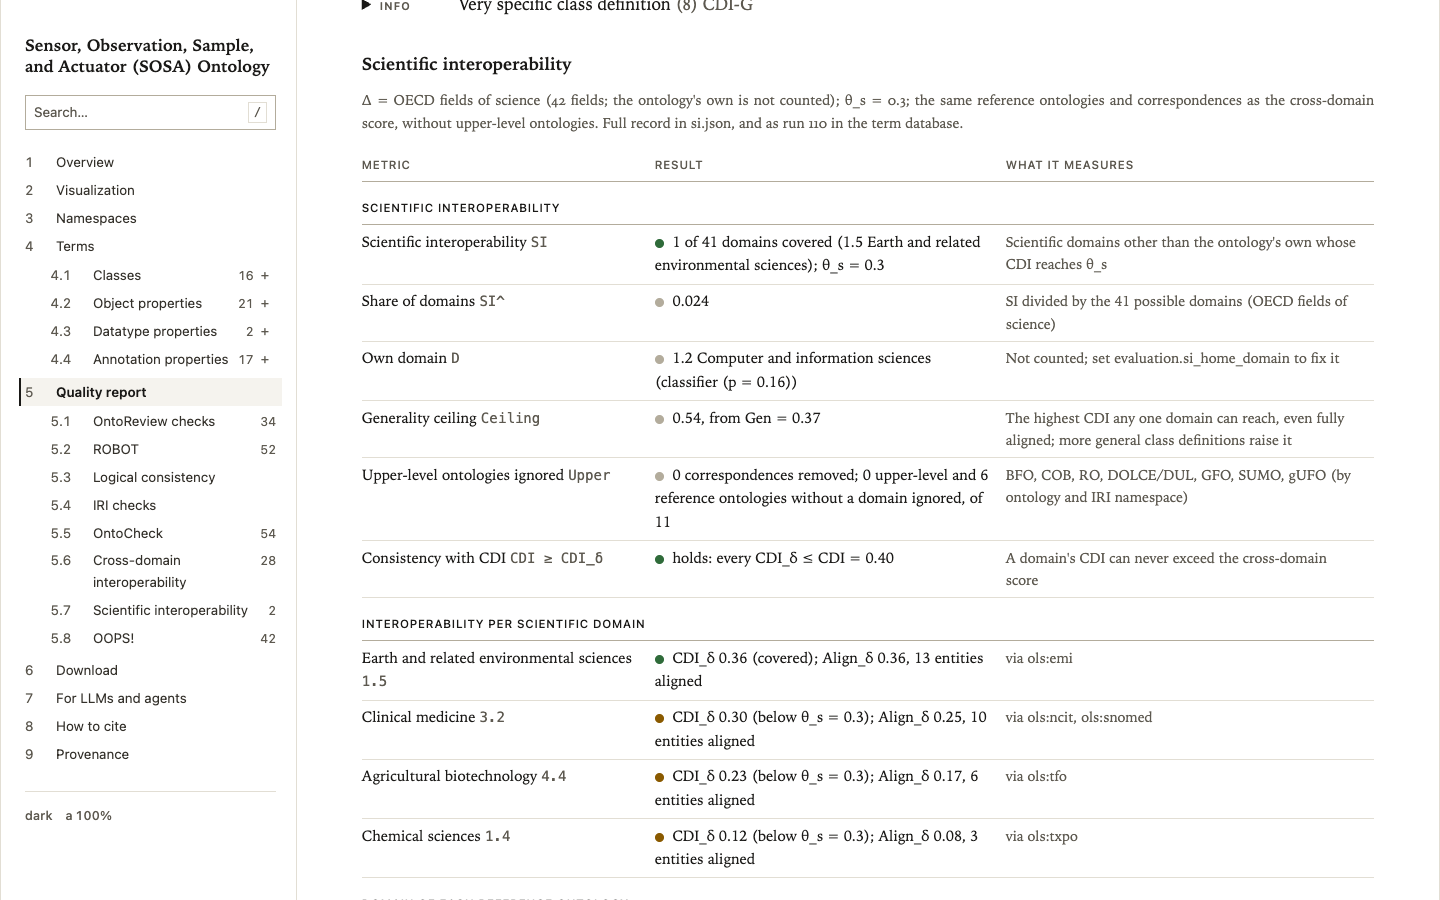 INFO Very specific class definition (8) CDI-G
Sensor, Observation, Sample,
and Actuator (SOSA) Ontology
Search... /
1 Overview
2 Visualization
3 Namespaces
4 Terms
4.1 Classes 16 +
4.2 Object properties 21 +
4.3 Datatype properties 2 +
4.4 Annotation properties 17 +
5 Quality report
5.1 OntoReview checks 34
5.2 ROBOT 52
5.3 Logical consistency
5.4 IRI checks
5.5 OntoCheck 54
5.6 Cross-domain 28
interoperability
5.7 Scientific interoperability 2
5.8 OOPS! 42
6 Download
7 For LLMs and agents
8 How to cite
9 Provenance
dark a 100%
Scientific interoperability
Δ = OECD fields of science (42 fields; the ontology's own is not counted); θ_s = 0.3; the same reference ontologies and correspondences as the cross-domain
score, without upper-level ontologies. Full record in si.json, and as run 110 in the term database.
METRIC RESULT WHAT IT MEASURES
SCIENTIFIC INTEROPERABILITY
Scientific interoperability SI 1 of 41 domains covered (1.5 Earth and related Scientific domains other than the ontology's own whose
environmental sciences); θ_s = 0.3 CDI reaches θ_s
Share of domains SI^ 0.024 SI divided by the 41 possible domains (OECD fields of
science)
Own domain D 1.2 Computer and information sciences Not counted; set evaluation.si_home_domain to fix it
(classifier (p = 0.16))
Generality ceiling Ceiling 0.54, from Gen = 0.37 The highest CDI any one domain can reach, even fully
aligned; more general class definitions raise it
Upper-level ontologies ignored Upper 0 correspondences removed; 0 upper-level and 6 BFO, COB, RO, DOLCE/DUL, GFO, SUMO, gUFO (by
reference ontologies without a domain ignored, of ontology and IRI namespace)
11
Consistency with CDI CDI ≥ CDI_δ holds: every CDI_δ ≤ CDI = 0.40 A domain's CDI can never exceed the cross-domain
score
INTEROPERABILITY PER SCIENTIFIC DOMAIN
Earth and related environmental sciences CDI_δ 0.36 (covered); Align_δ 0.36, 13 entities via ols:emi
1.5 aligned
Clinical medicine 3.2 CDI_δ 0.30 (below θ_s = 0.3); Align_δ 0.25, 10 via ols:ncit, ols:snomed
entities aligned
Agricultural biotechnology 4.4 CDI_δ 0.23 (below θ_s = 0.3); Align_δ 0.17, 6 via ols:tfo
entities aligned
Chemical sciences 1.4 CDI_δ 0.12 (below θ_s = 0.3); Align_δ 0.08, 3 via ols:txpo
entities aligned